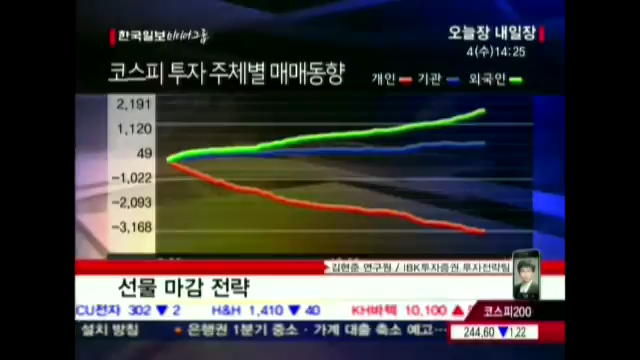 한국일보 미디어그룹
오늘장 내일장
4(수)14:25
코스피 투자 주체별 매매동향
개인 기관 외국인
2,191
1,120
49
-1,022
-2,093
-3,168
김현준 연구원 / IBK투자증권 투자전략팀
선물 마감 전략
CU전자 302 ▼ 2 H&H 1,410 ▼ 40 KH바텍 10,100 ▲
코스피200
설치 방침 • 은행권 1분기 중소·가계 대출 축소 예고...
244.60 ▼1.22